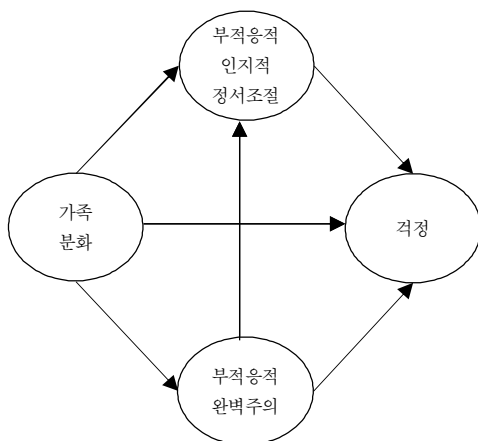 부적응적
인지적
정서조절
가족
분화
걱정
부적응적
완벽주의